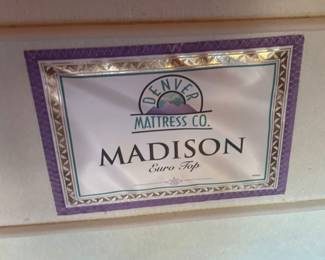 DENVER
MATTRESS CO.
MADISON
Euro Top